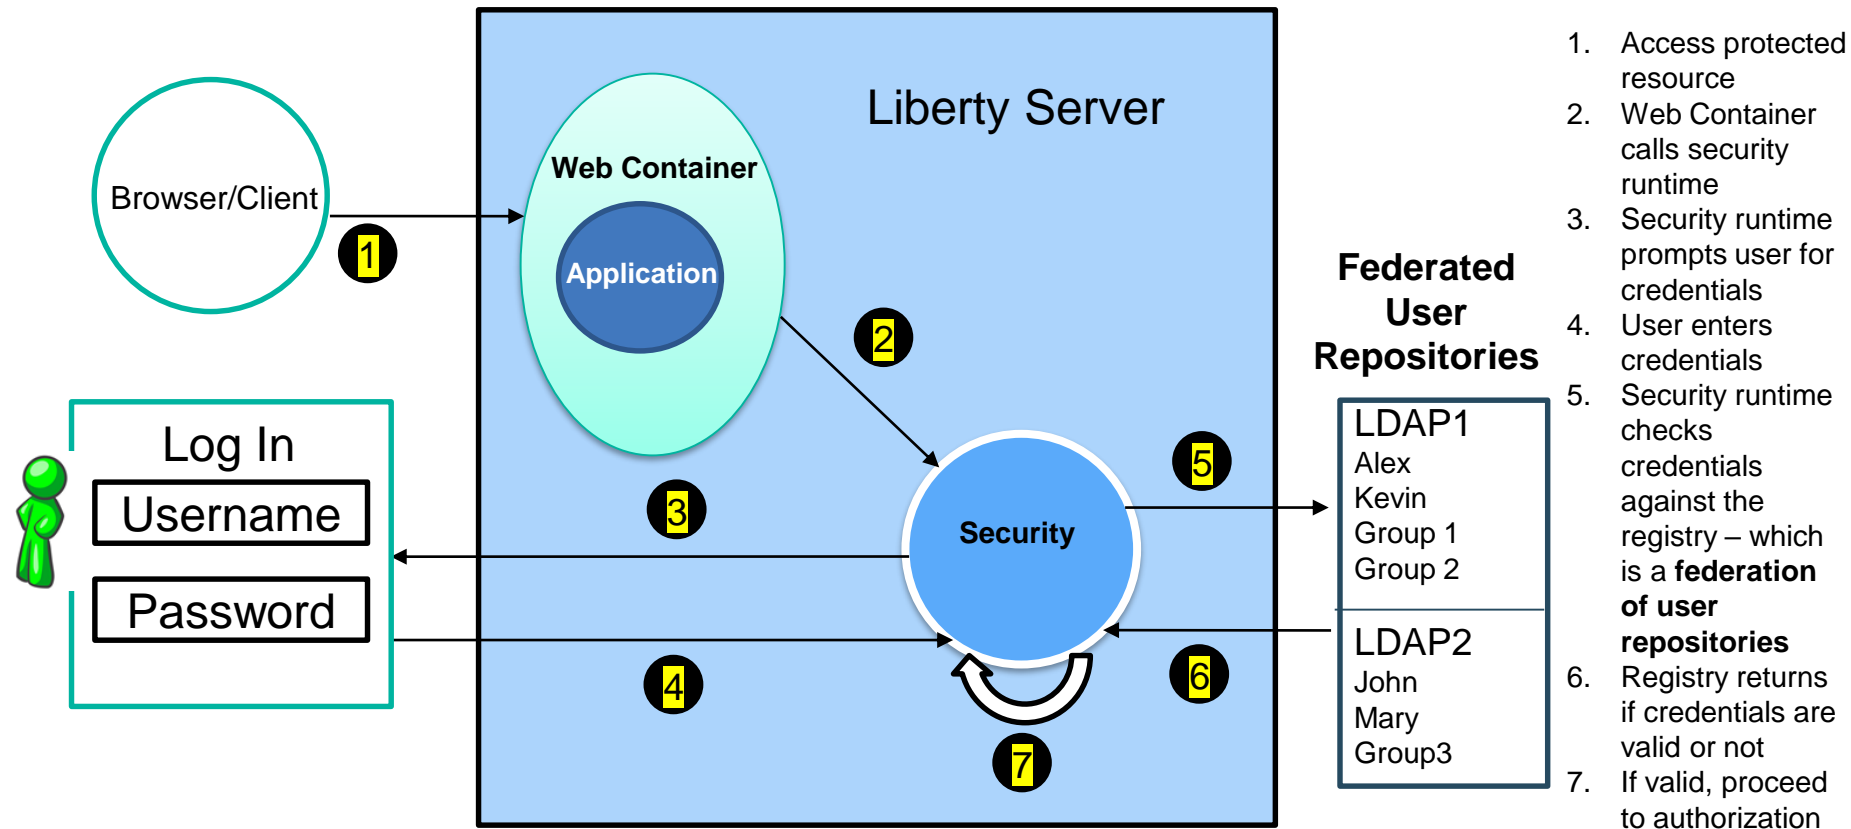 Liberty Server
Browser/Client
1
Web Container
Application
2
Log In
Username
Password
3
4
Security
5
6
7
Federated
User
Repositories
LDAP1
Alex
Kevin
Group 1
Group 2
LDAP2
John
Mary
Group3
1. Access protected
resource
2. Web Container
calls security
runtime
3. Security runtime
prompts user for
credentials
4. User enters
credentials
5. Security runtime
checks
credentials
against the
registry – which
is a federation
of user
repositories
6. Registry returns
if credentials are
valid or not
7. If valid, proceed
to authorization